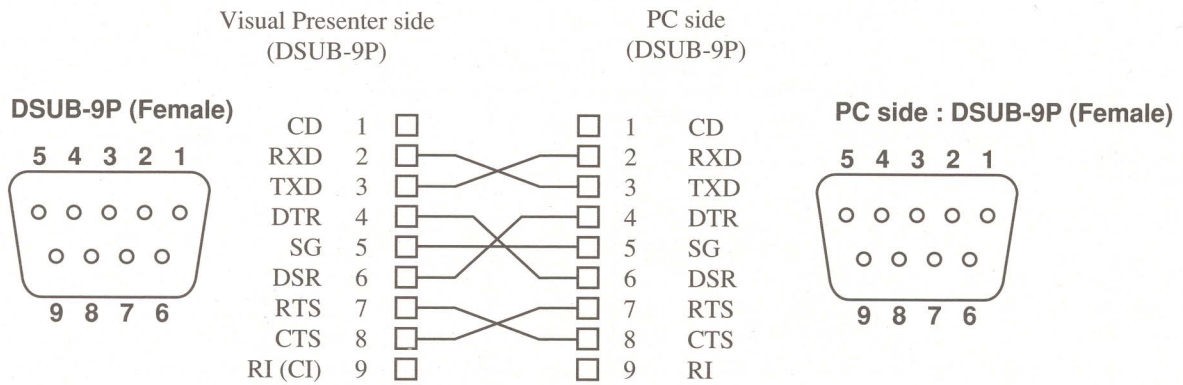 Visual Presenter side
(DSUB-9P)
PC side
(DSUB-9P)
DSUB-9P (Female)
5 4 3 2 1
9 8 7 6
CD 1
RXD 2
TXD 3
DTR 4
SG 5
DSR 6
RTS 7
CTS 8
RI (CI) 9
1 CD
2 RXD
3 TXD
4 DTR
5 SG
6 DSR
7 RTS
8 CTS
9 RI
PC side : DSUB-9P (Female)
5 4 3 2 1
9 8 7 6